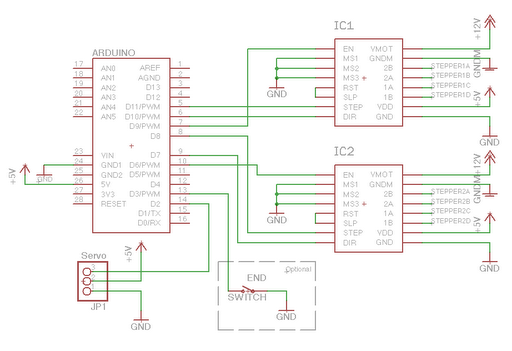 IC1
+12V
EN VMOT
MS1 GNDM
GNDM
MS2 2B STEPPER1A
MS3 2A STEPPER1B
RST 1A STEPPER1C
SLP 1B STEPPER1D
+5V
STEP VDD
DIR GND
GND
GND
ARDUINO
17 AN0 AREF 1
18 AN1 AGND 2
19 AN2 D13 3
20 AN3 D12 4
21 AN4 D11/PWM 5
22 AN5 D10/PWM 6
D9/PWM 7
D8 8
23 VIN D7 9
24 GND1 D6/PWM 10
25 GND2 D5/PWM 11
26 5V D4 12
27 3V3 D3/PWM 13
28 RESET D2 14
D1/TX 15
D0/RX 16
+5V
GND
IC2
+12V
EN VMOT
MS1 GNDM
GNDM
MS2 2B STEPPER2A
MS3 2A STEPPER2B
RST 1A STEPPER2C
SLP 1B STEPPER2D
+5V
STEP VDD
DIR GND
GND
GND
Servo
3
2
1
JP1
+5V
GND
Optional
END
SWITCH
GND